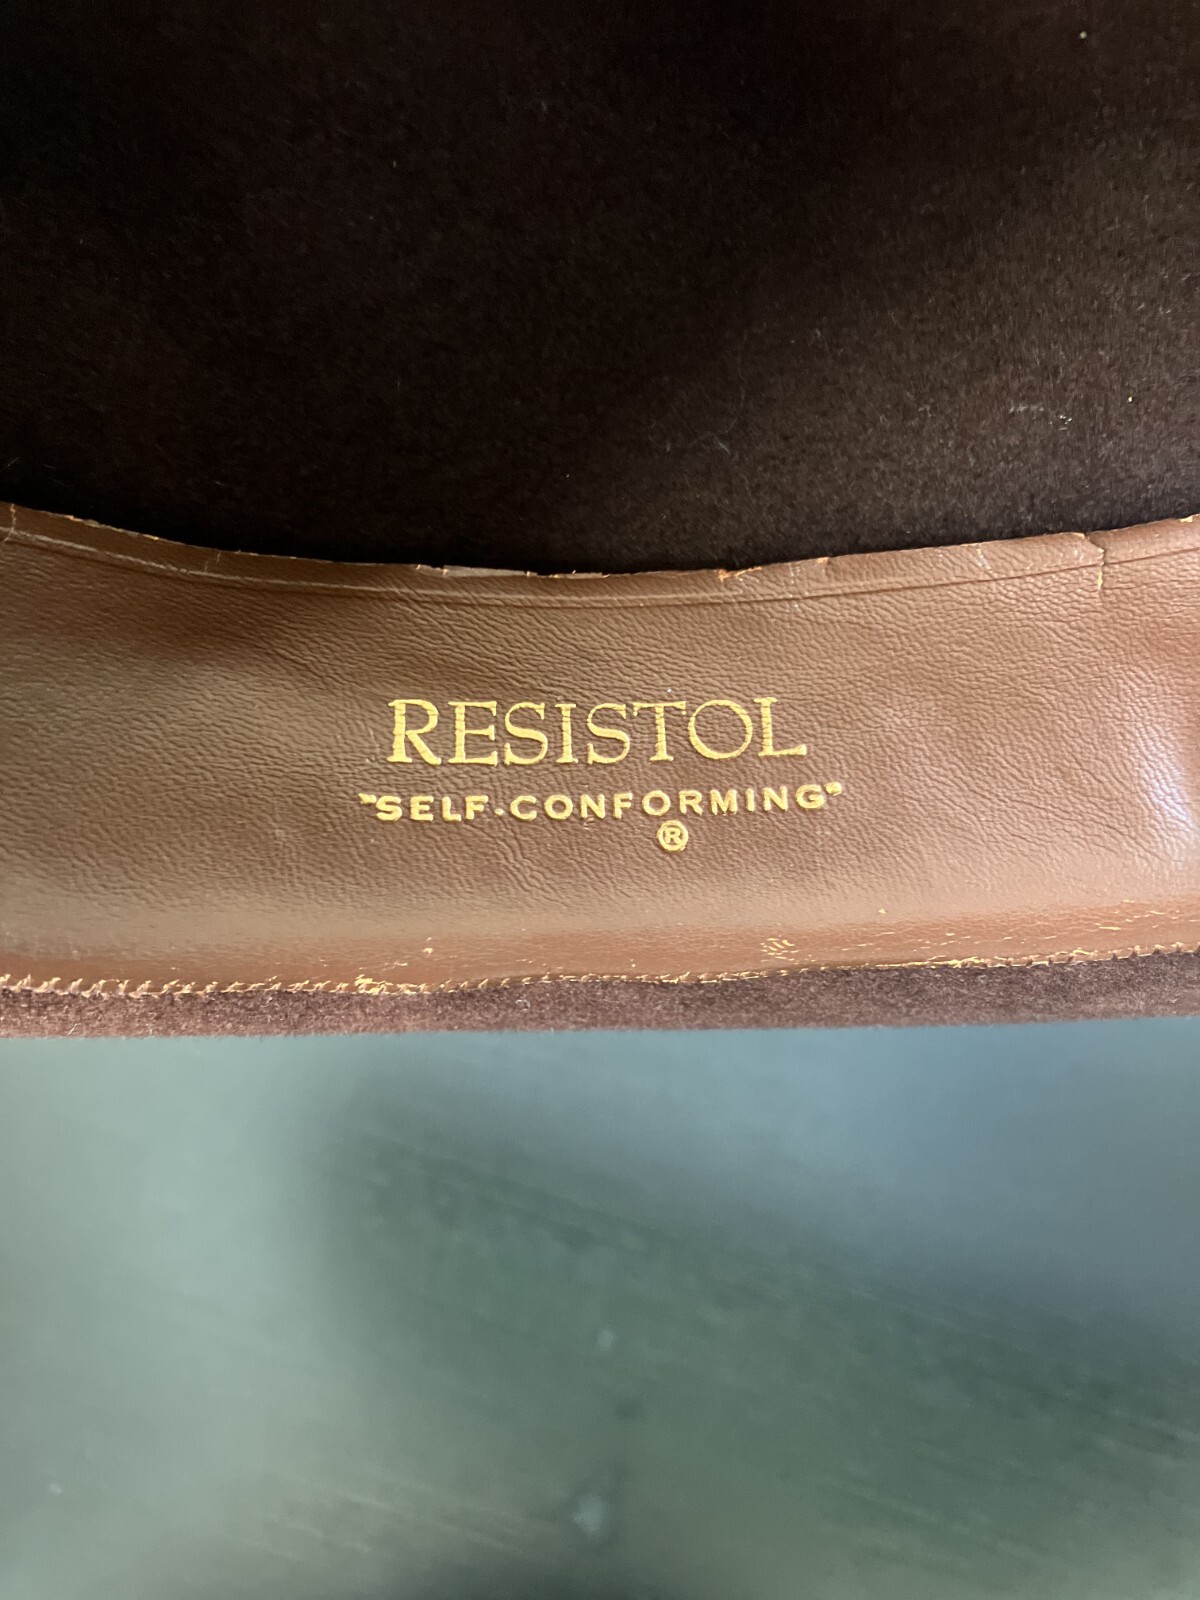 RESISTOL
"SELF-CONFORMING"
®